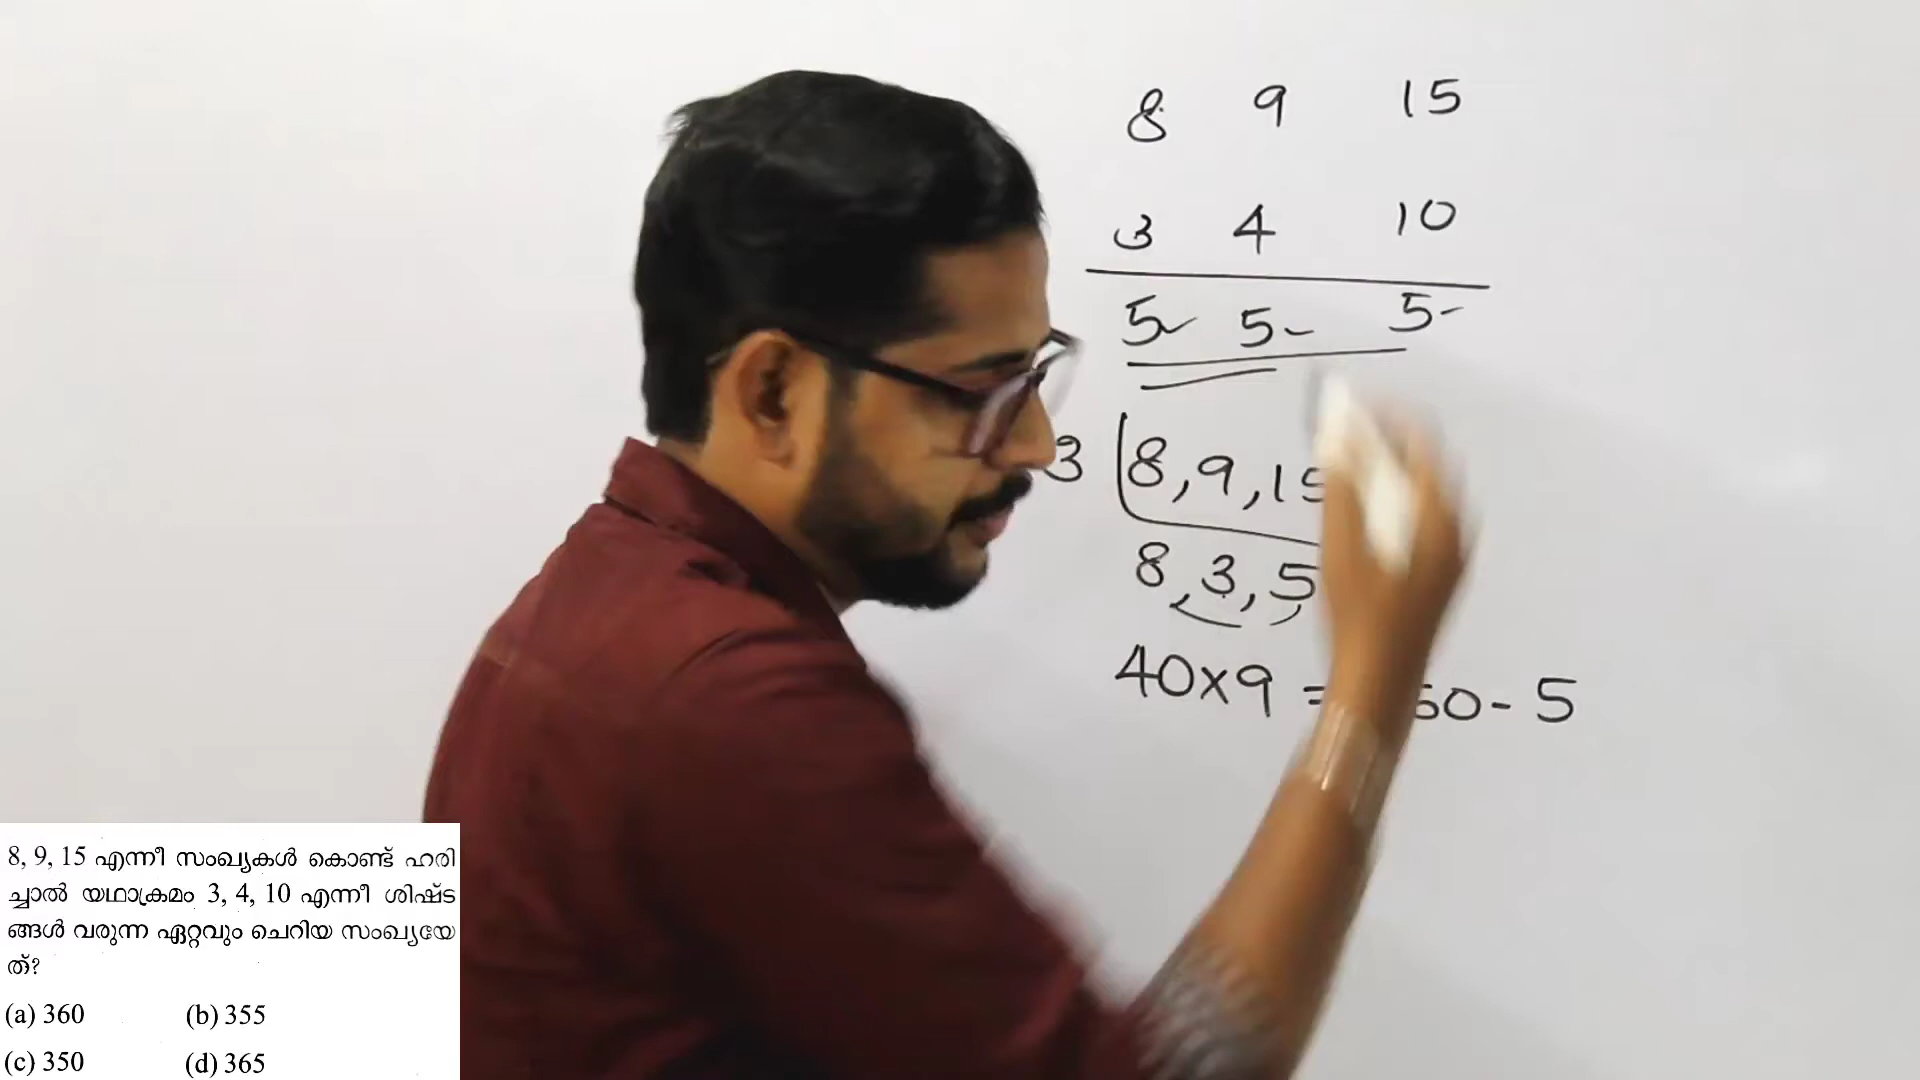 8 9 15
3 4 10
5 5 5
3 8, 9, 15
8, 3, 5
40x9 = 60 - 5
8, 9, 15 എന്നീ സംഖ്യകൾ കൊണ്ട് ഹരി
ച്ചാൽ യഥാക്രമം 3, 4, 10 എന്നീ ശിഷ്ട
ങ്ങൾ വരുന്ന ഏറ്റവും ചെറിയ സംഖ്യയേ
ത്?
(a) 360 (b) 355
(c) 350 (d) 365